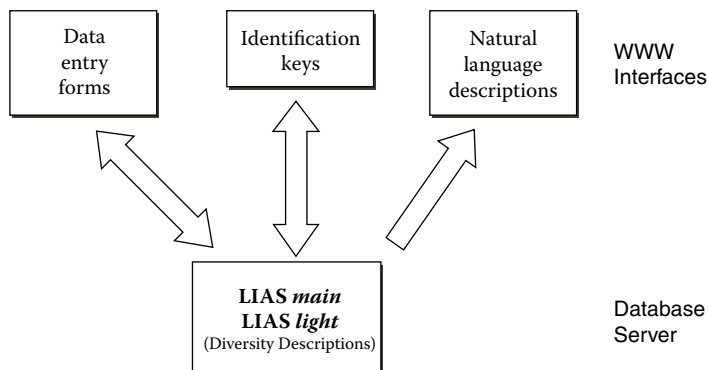 Data
entry
forms
Identification
keys
Natural
language
descriptions
WWW
Interfaces
LIAS main
LIAS light
(Diversity Descriptions)
Database
Server